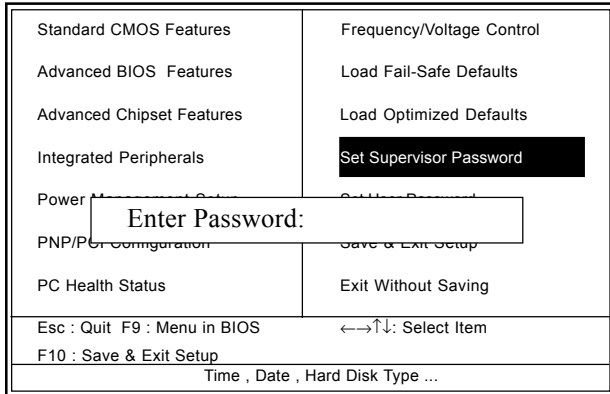 Standard CMOS Features
Advanced BIOS Features
Advanced Chipset Features
Integrated Peripherals
Power
Enter Password:
PNP/PCI Configuration
PC Health Status
Frequency/Voltage Control
Load Fail-Safe Defaults
Load Optimized Defaults
Set Supervisor Password
Save & Exit Setup
Exit Without Saving
Esc : Quit F9 : Menu in BIOS
←→↑↓: Select Item
F10 : Save & Exit Setup
Time , Date , Hard Disk Type ...